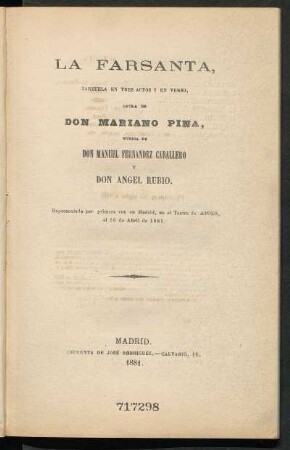 LA FARSANTA,
ZARZUELA EN TRES ACTOS Y EN VERSO,
LETRA DE
DON MARIANO PINA,
MÚSICA DE
DON MANUEL FERNANDEZ CABALLERO
Y
DON ANGEL RUBIO.
Representada por primera vez en Madrid, en el Teatro de APOLO,
el de Abril de 1881.
MADRID.
IMPRENTA DE JOSÉ RODRIGUEZ.—CALVARIO, 18.
1881.
717298